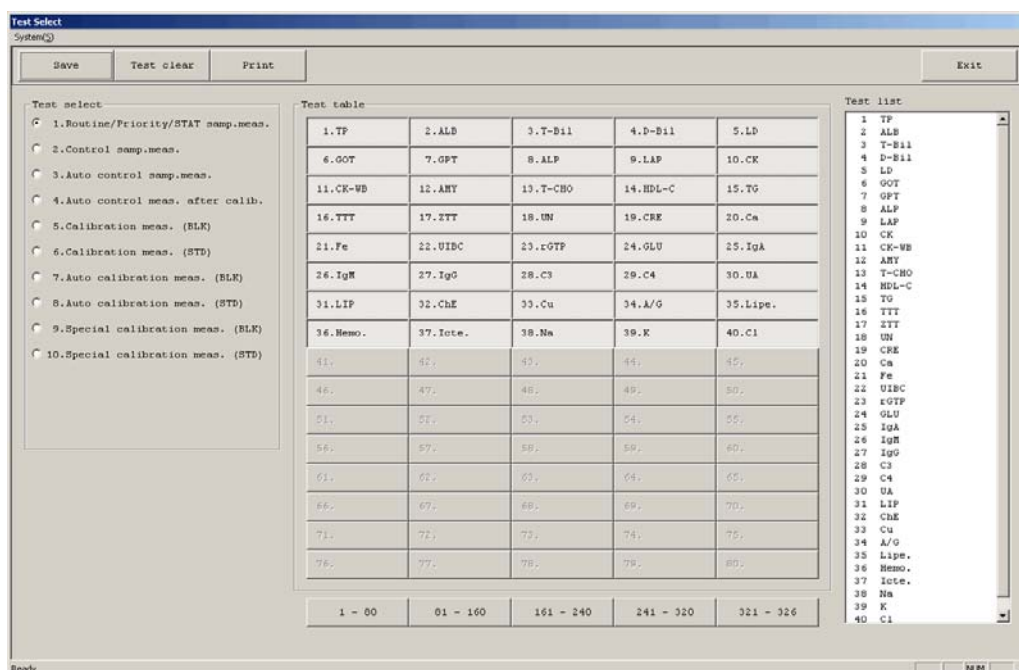 Test Select
System(S)
Save Test clear Print Exit
Test select
1.Routine/Priority/STAT samp.meas.
2.Control samp.meas.
3.Auto control samp.meas.
4.Auto control meas. after calib.
5.Calibration meas. (BLK)
6.Calibration meas. (STD)
7.Auto calibration meas. (BLK)
8.Auto calibration meas. (STD)
9.Special calibration meas. (BLK)
10.Special calibration meas. (STD)
Test table
1.TP 2.ALB 3.T-Bil 4.D-Bil 5.LD
6.GOT 7.GPT 8.ALP 9.LAP 10.CK
11.CK-WB 12.AMY 13.T-CHO 14.HDL-C 15.TG
16.TTT 17.ZTT 18.UN 19.CRE 20.Ca
21.Fe 22.UIBC 23.rGTP 24.GLU 25.IgA
26.IgM 27.IgG 28.C3 29.C4 30.UA
31.LIP 32.ChE 33.Cu 34.A/G 35.Lipe.
36.Hemo. 37.Icte. 38.Na 39.K 40.Cl
41. 42. 43. 44. 45.
46. 47. 48. 49. 50.
51. 52. 53. 54. 55.
56. 57. 58. 59. 60.
61. 62. 63. 64. 65.
66. 67. 68. 69. 70.
71. 72. 73. 74. 75.
76. 77. 78. 79. 80.
1 - 80 81 - 160 161 - 240 241 - 320 321 - 326
Test list
1 TP
2 ALB
3 T-Bil
4 D-Bil
5 LD
6 GOT
7 GPT
8 ALP
9 LAP
10 CK
11 CK-WB
12 AMY
13 T-CHO
14 HDL-C
15 TG
16 TTT
17 ZTT
18 UN
19 CRE
20 Ca
21 Fe
22 UIBC
23 rGTP
24 GLU
25 IgA
26 IgM
27 IgG
28 C3
29 C4
30 UA
31 LIP
32 ChE
33 Cu
34 A/G
35 Lipe.
36 Hemo.
37 Icte.
38 Na
39 K
40 Cl
Ready NUM